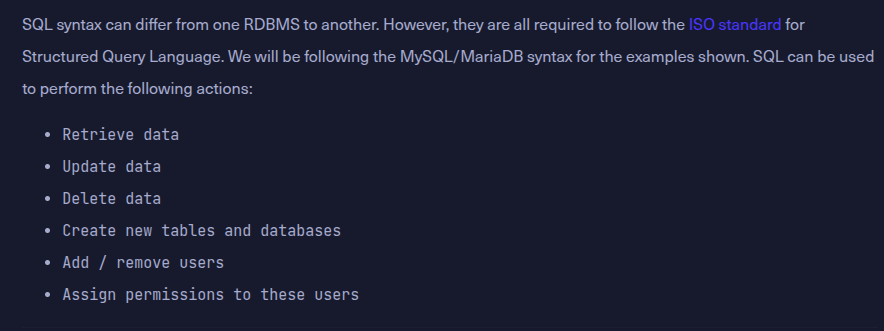 SQL syntax can differ from one RDBMS to another. However, they are all required to follow the ISO standard for
Structured Query Language. We will be following the MySQL/MariaDB syntax for the examples shown. SQL can be used
to perform the following actions:
• Retrieve data
• Update data
• Delete data
• Create new tables and databases
• Add / remove users
• Assign permissions to these users